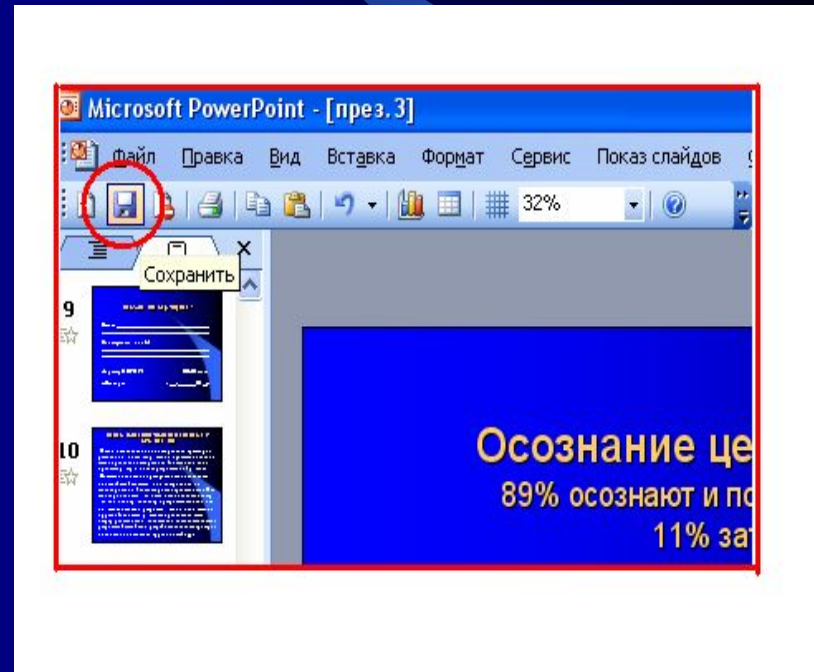 Microsoft PowerPoint - [през. 3]
Файл Правка Вид Вставка Формат Сервис Показ слайдов
32%
Сохранить
9
10
Осознание це
89% осознают и по
11% зат